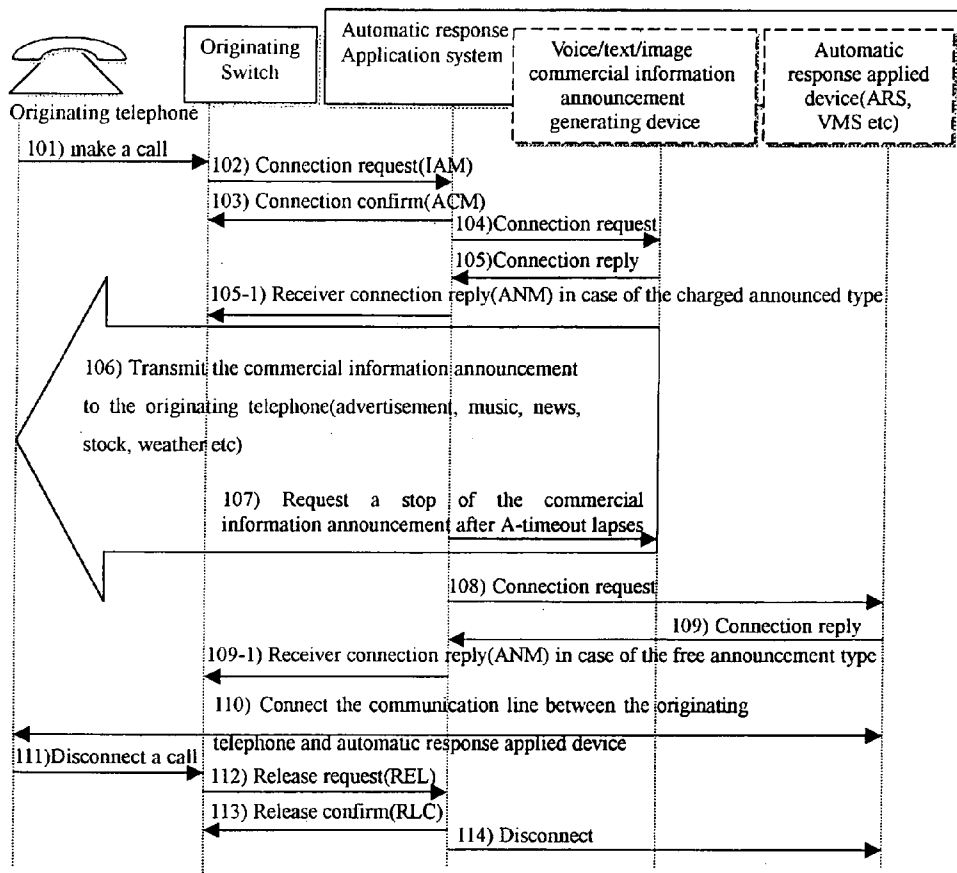 Originating telephone
Originating
Switch
Automatic response
Application system
Voice/text/image
commercial information
announcement
generating device
Automatic
response applied
device(ARS,
VMS etc)
101) make a call
102) Connection request(IAM)
103) Connection confirm(ACM)
104)Connection request
105)Connection reply
105-1) Receiver connection reply(ANM) in case of the charged announced type
106) Transmit the commercial information announcement
to the originating telephone(advertisement, music, news,
stock, weather etc)
107) Request a stop of the commercial
information announcement after A-timeout lapses
108) Connection request
109) Connection reply
109-1) Receiver connection reply(ANM) in case of the free announcement type
110) Connect the communication line between the originating
telephone and automatic response applied device
111)Disconnect a call
112) Release request(REL)
113) Release confirm(RLC)
114) Disconnect